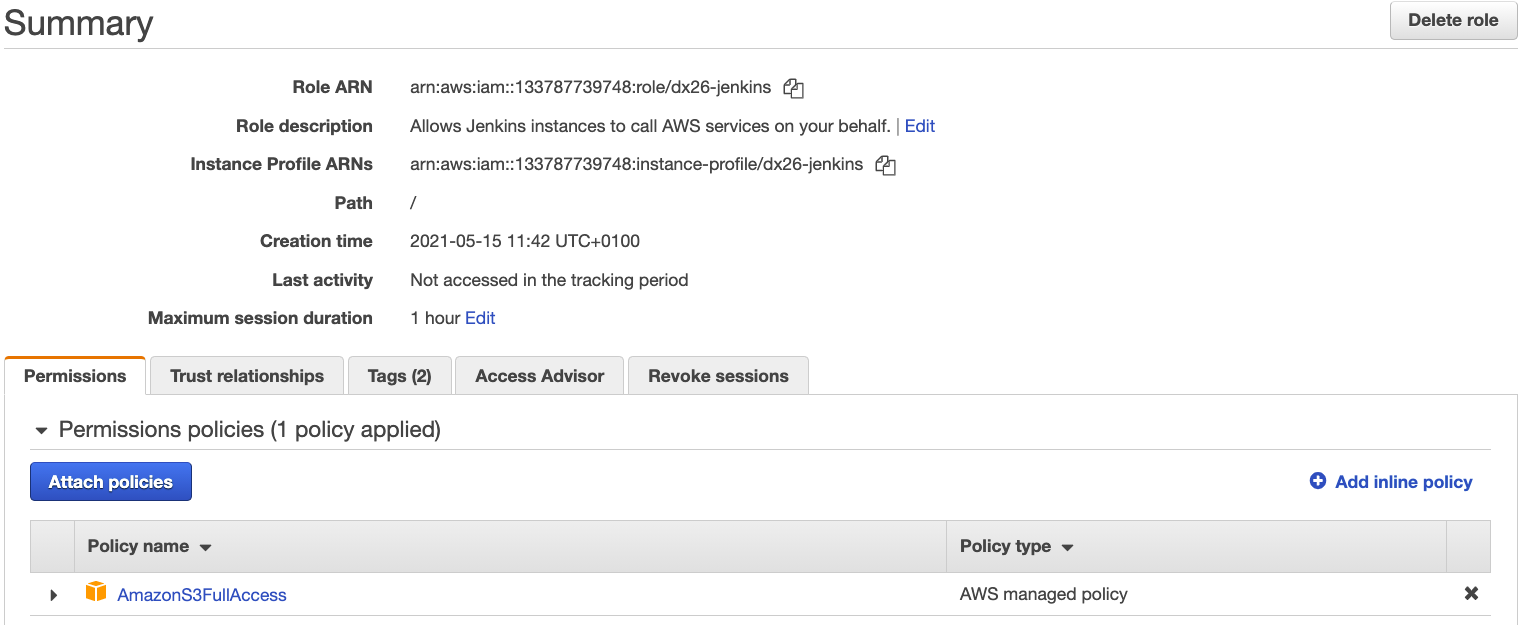 Summary
Delete role
Role ARN arn:aws:iam::133787739748:role/dx26-jenkins
Role description Allows Jenkins instances to call AWS services on your behalf. | Edit
Instance Profile ARNs arn:aws:iam::133787739748:instance-profile/dx26-jenkins
Path /
Creation time 2021-05-15 11:42 UTC+0100
Last activity Not accessed in the tracking period
Maximum session duration 1 hour Edit
Permissions Trust relationships Tags (2) Access Advisor Revoke sessions
Permissions policies (1 policy applied)
Attach policies Add inline policy
Policy name Policy type
AmazonS3FullAccess AWS managed policy